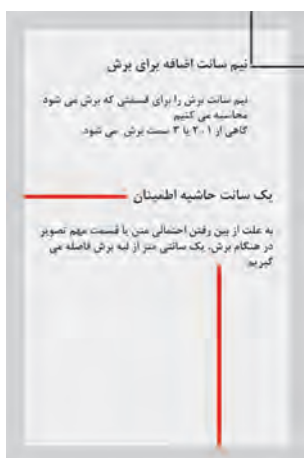 نیم سانت اضافه برای برش
نیم سانت برش را برای قسمتی که برش می شود
محاسبه می کنیم
گاهی از ۱-۲ یا ۳ سمت برش می شود.
یک سانت حاشیه اطمینان
به علت از بین رفتن احتمالی متن یا قسمت مهم تصویر
در هنگام برش، یک سانتی متر از لبه برش فاصله می
گیریم